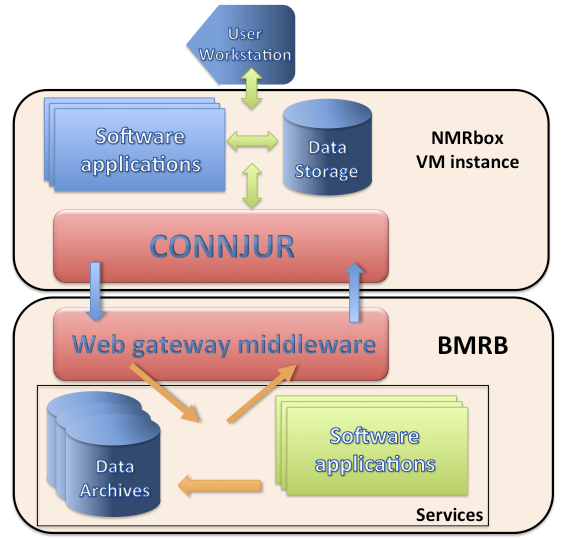 User
Workstation
Software
applications
Data
Storage
NMRbox
VM instance
CONNJUR
Web gateway middleware
BMRB
Data
Archives
Software
applications
Services